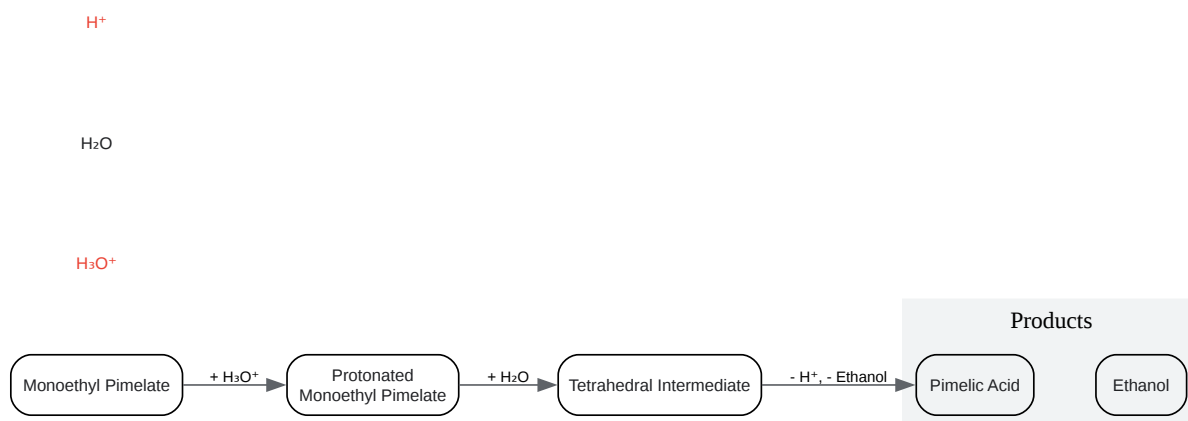 H⁺
H₂O
H₃O⁺
Products
Monoethyl Pimelate
+ H₃O⁺
Protonated
Monoethyl Pimelate
+ H₂O
Tetrahedral Intermediate
- H⁺, - Ethanol
Pimelic Acid
Ethanol